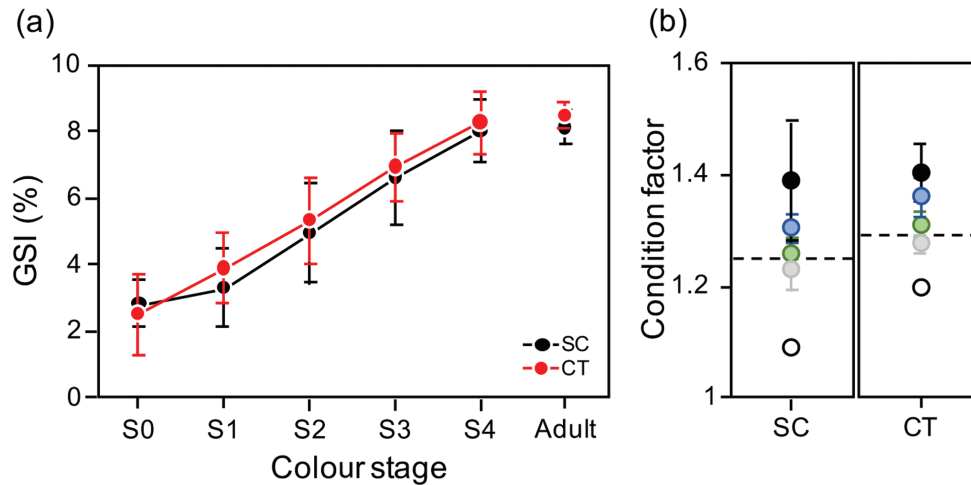 (a)
10
8
6
4
2
0
GSI (%)
SC
CT
S0 S1 S2 S3 S4 Adult
Colour stage
(b)
1.6
1.4
1.2
1
Condition factor
SC CT